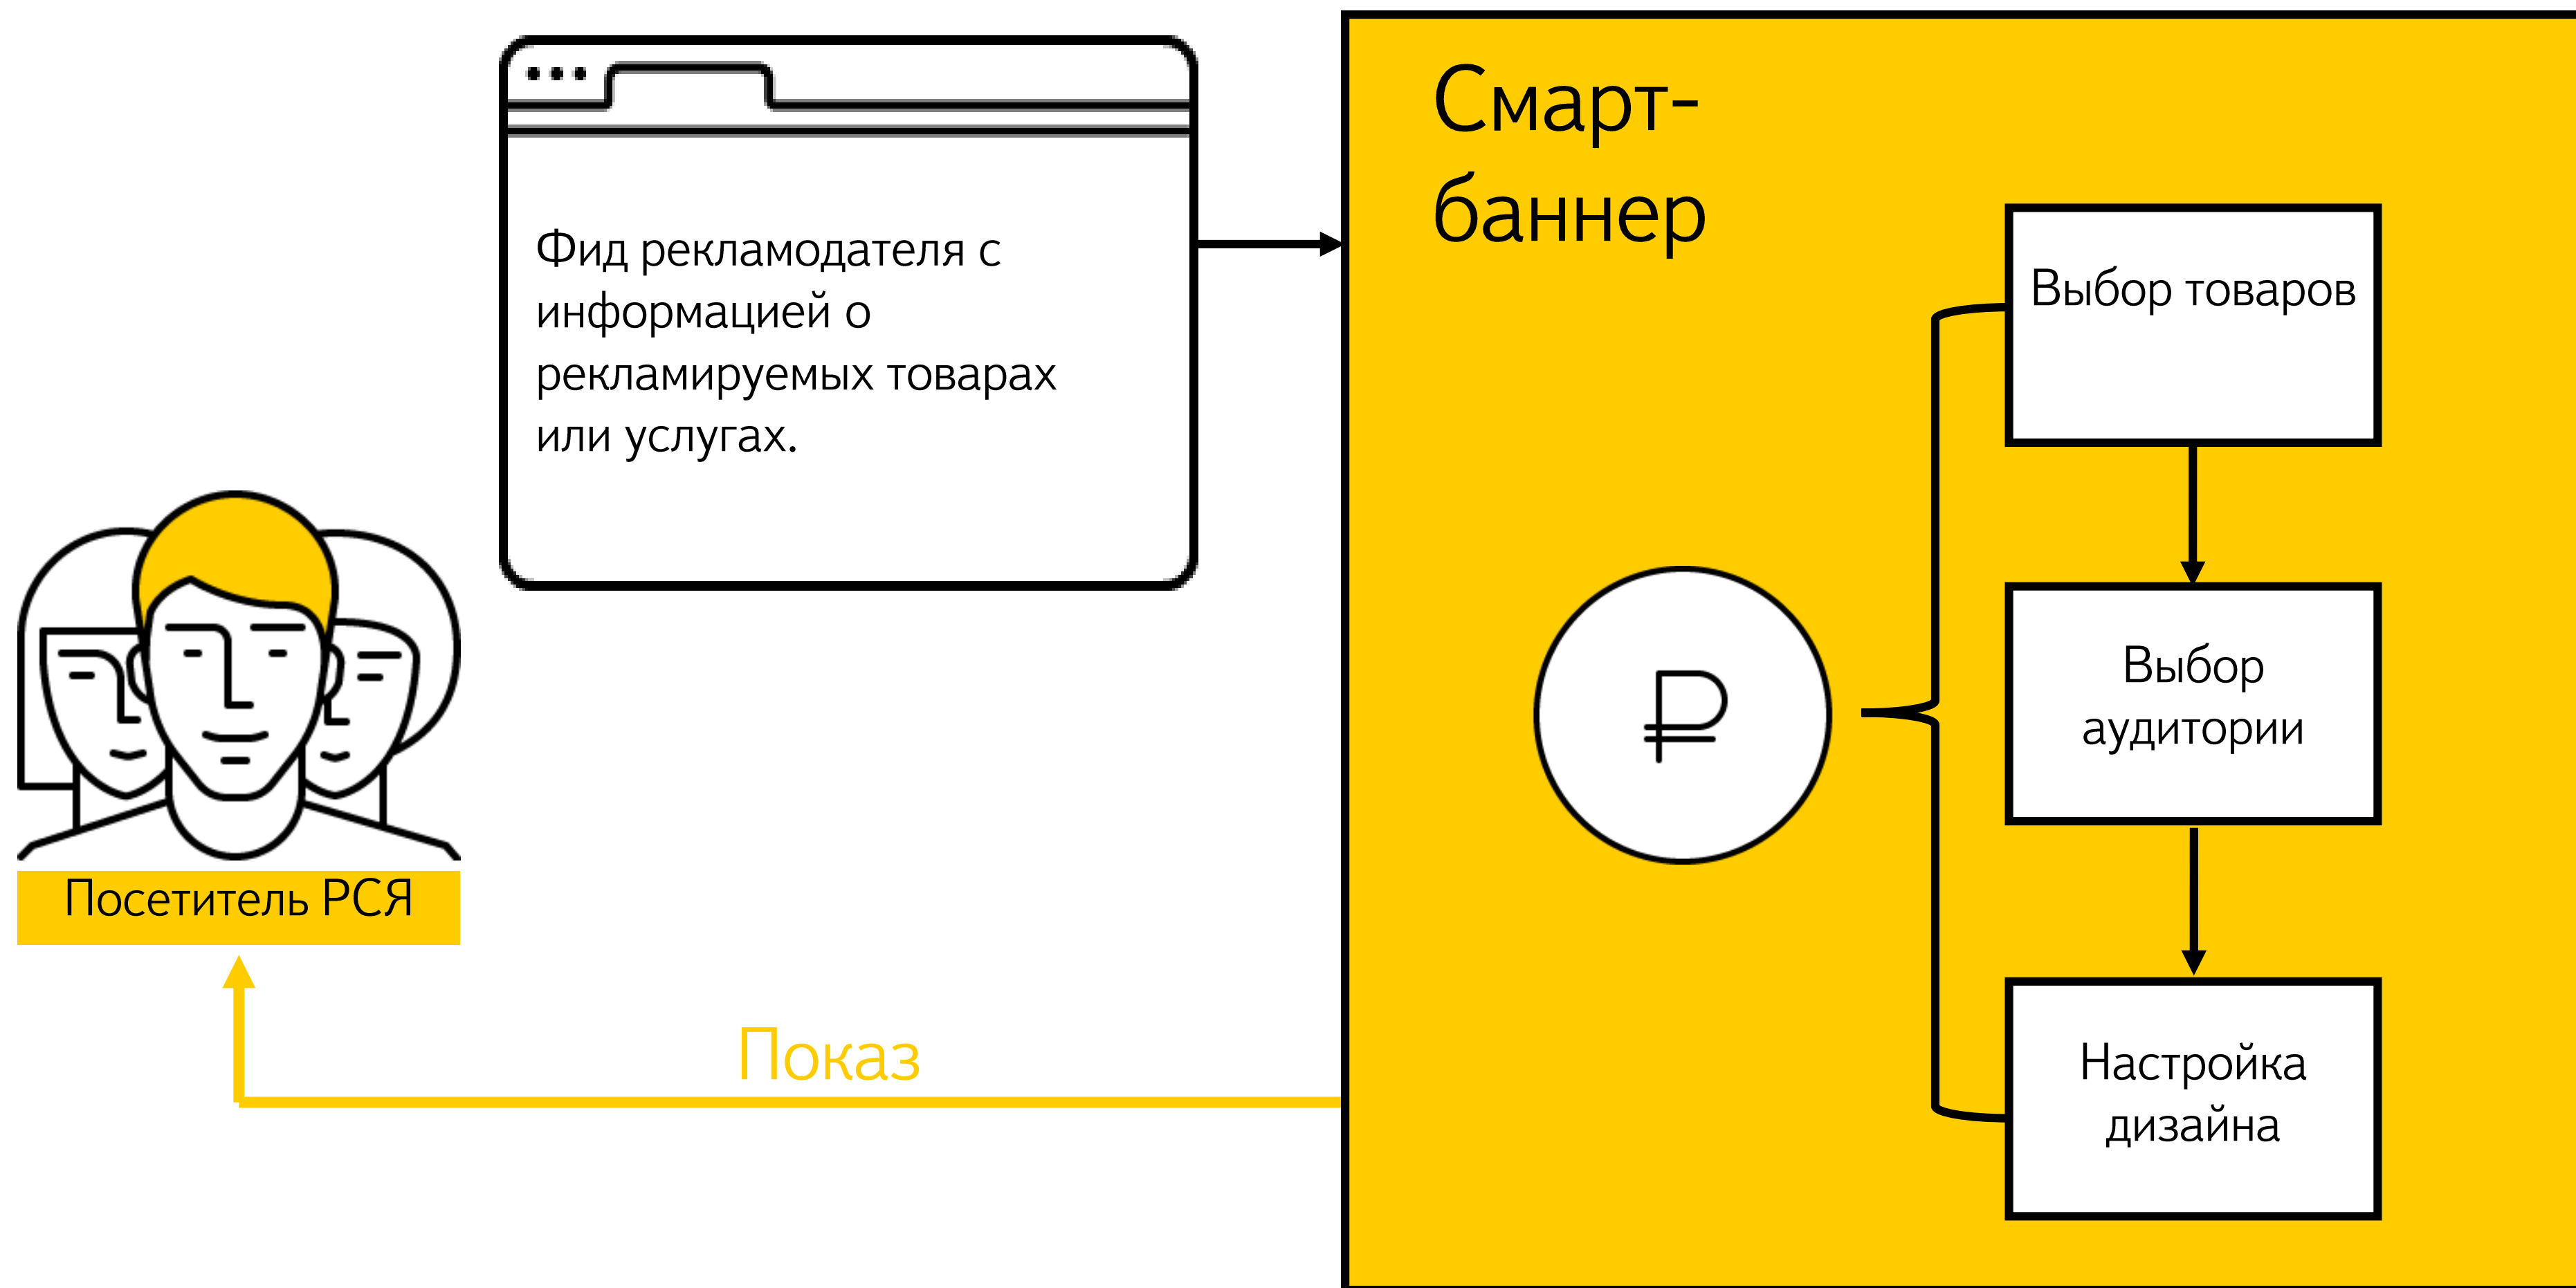 Смарт-
баннер
Фид рекламодателя с
информацией о
рекламируемых товарах
или услугах.
Выбор товаров
Выбор
аудитории
₽
Посетитель РСЯ
Показ
Настройка
дизайна